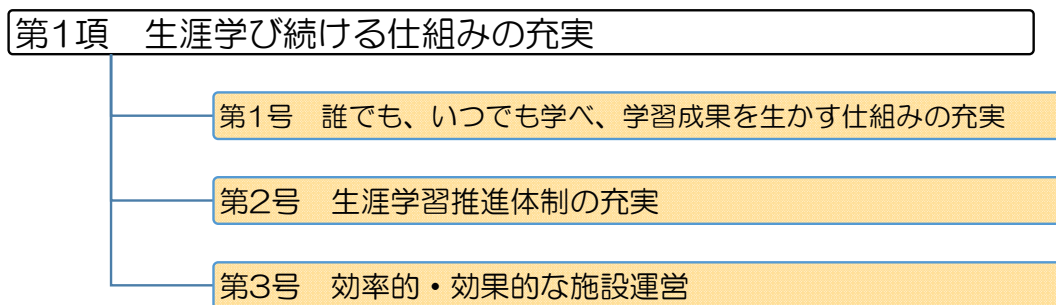 第1項　生涯学び続ける仕組みの充実
第1号　誰でも、いつでも学べ、学習成果を生かす仕組みの充実
第2号　生涯学習推進体制の充実
第3号　効率的・効果的な施設運営